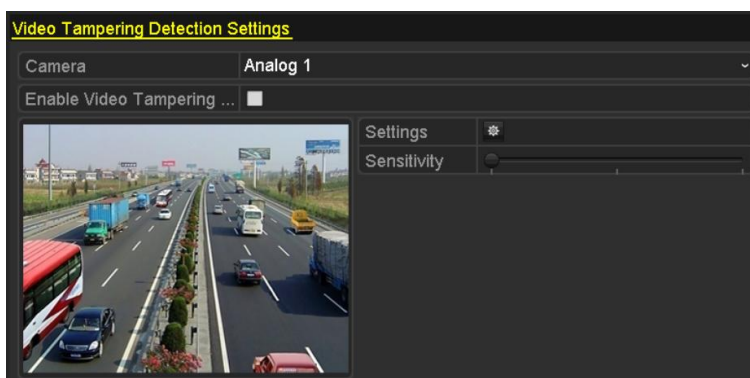 Video Tampering Detection Settings
Camera Analog 1
Enable Video Tampering ...
Settings
Sensitivity